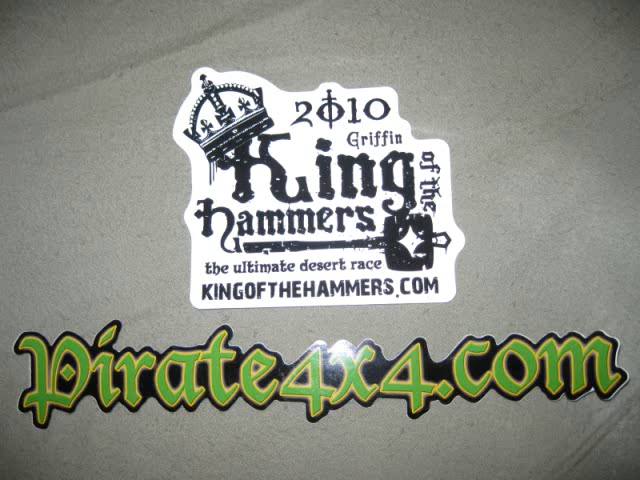 2010
Griffin
King
of the
hammers
the ultimate desert race
KINGOFTHEHAMMERS.COM
Pirate4x4.com